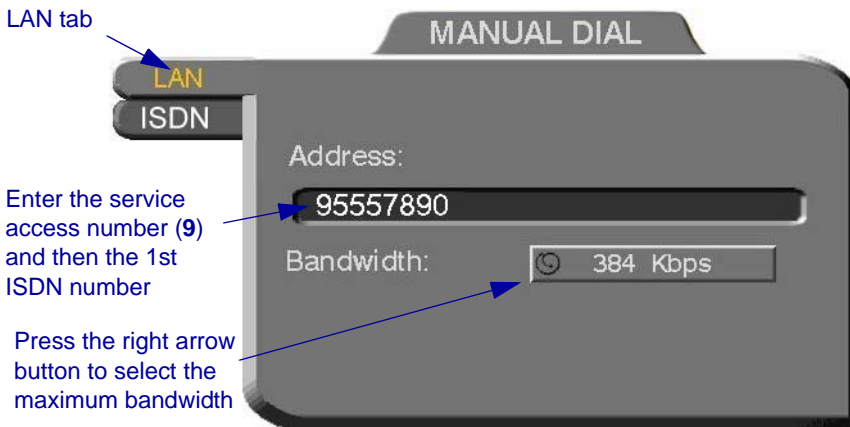 LAN tab
MANUAL DIAL
LAN
ISDN
Address:
95557890
Enter the service
access number (9)
and then the 1st
ISDN number
Bandwidth:
384 Kbps
Press the right arrow
button to select the
maximum bandwidth